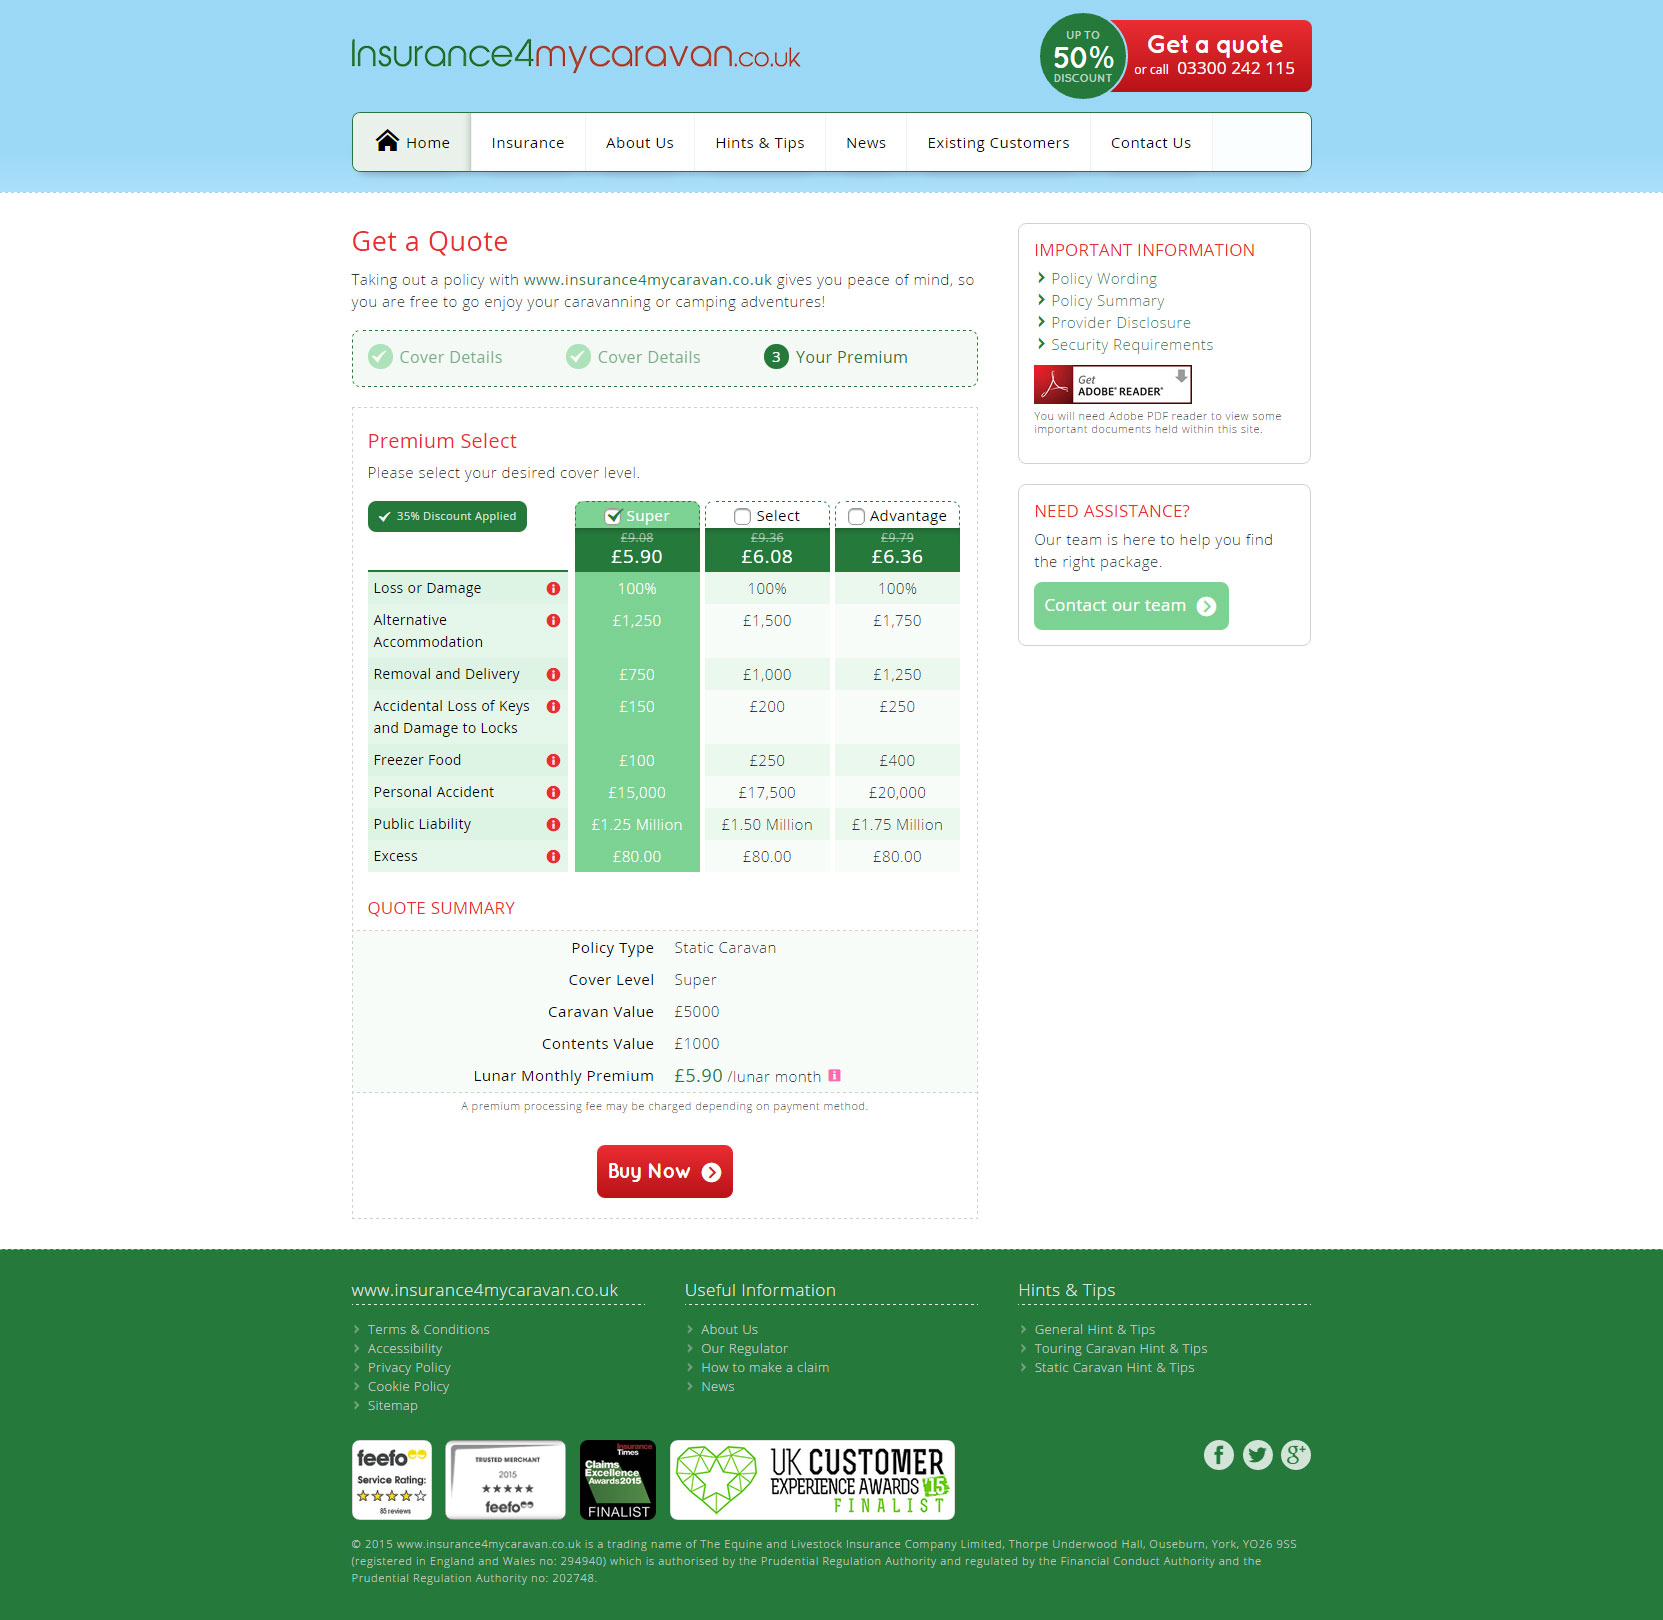 Insurance4mycaravan.co.uk
UP TO
50%
DISCOUNT
Get a quote
or call 03300 242 115
Home
Insurance
About Us
Hints & Tips
News
Existing Customers
Contact Us
Get a Quote
Taking out a policy with www.insurance4mycaravan.co.uk gives you peace of mind, so
you are free to go enjoy your caravanning or camping adventures!
Cover Details
Cover Details
3 Your Premium
Premium Select
Please select your desired cover level.
35% Discount Applied
Super
Select
Advantage
£9.08
£9.36
£9.79
£5.90
£6.08
£6.36
Loss or Damage 100% 100% 100%
Alternative
Accommodation
£1,250 £1,500 £1,750
Removal and Delivery £750 £1,000 £1,250
Accidental Loss of Keys
and Damage to Locks
£150 £200 £250
Freezer Food £100 £250 £400
Personal Accident £15,000 £17,500 £20,000
Public Liability £1.25 Million £1.50 Million £1.75 Million
Excess £80.00 £80.00 £80.00
QUOTE SUMMARY
Policy Type Static Caravan
Cover Level Super
Caravan Value £5000
Contents Value £1000
Lunar Monthly Premium £5.90 /lunar month
A premium processing fee may be charged depending on payment method.
Buy Now
IMPORTANT INFORMATION
Policy Wording
Policy Summary
Provider Disclosure
Security Requirements
Get
ADOBE® READER®
You will need Adobe PDF reader to view some
important documents held within this site.
NEED ASSISTANCE?
Our team is here to help you find
the right package.
Contact our team
www.insurance4mycaravan.co.uk
Terms & Conditions
Accessibility
Privacy Policy
Cookie Policy
Sitemap
Useful Information
About Us
Our Regulator
How to make a claim
News
Hints & Tips
General Hint & Tips
Touring Caravan Hint & Tips
Static Caravan Hint & Tips
feefo
Service Rating:
85 reviews
TRUSTED MERCHANT
2015
feefo
Insurance
Times
Claims
Excellence
Awards2015
FINALIST
UK CUSTOMER
EXPERIENCE AWARDS '15
FINALIST
f
g+
© 2015 www.insurance4mycaravan.co.uk is a trading name of The Equine and Livestock Insurance Company Limited, Thorpe Underwood Hall, Ouseburn, York, YO26 9SS
(registered in England and Wales no: 294940) which is authorised by the Prudential Regulation Authority and regulated by the Financial Conduct Authority and the
Prudential Regulation Authority no: 202748.